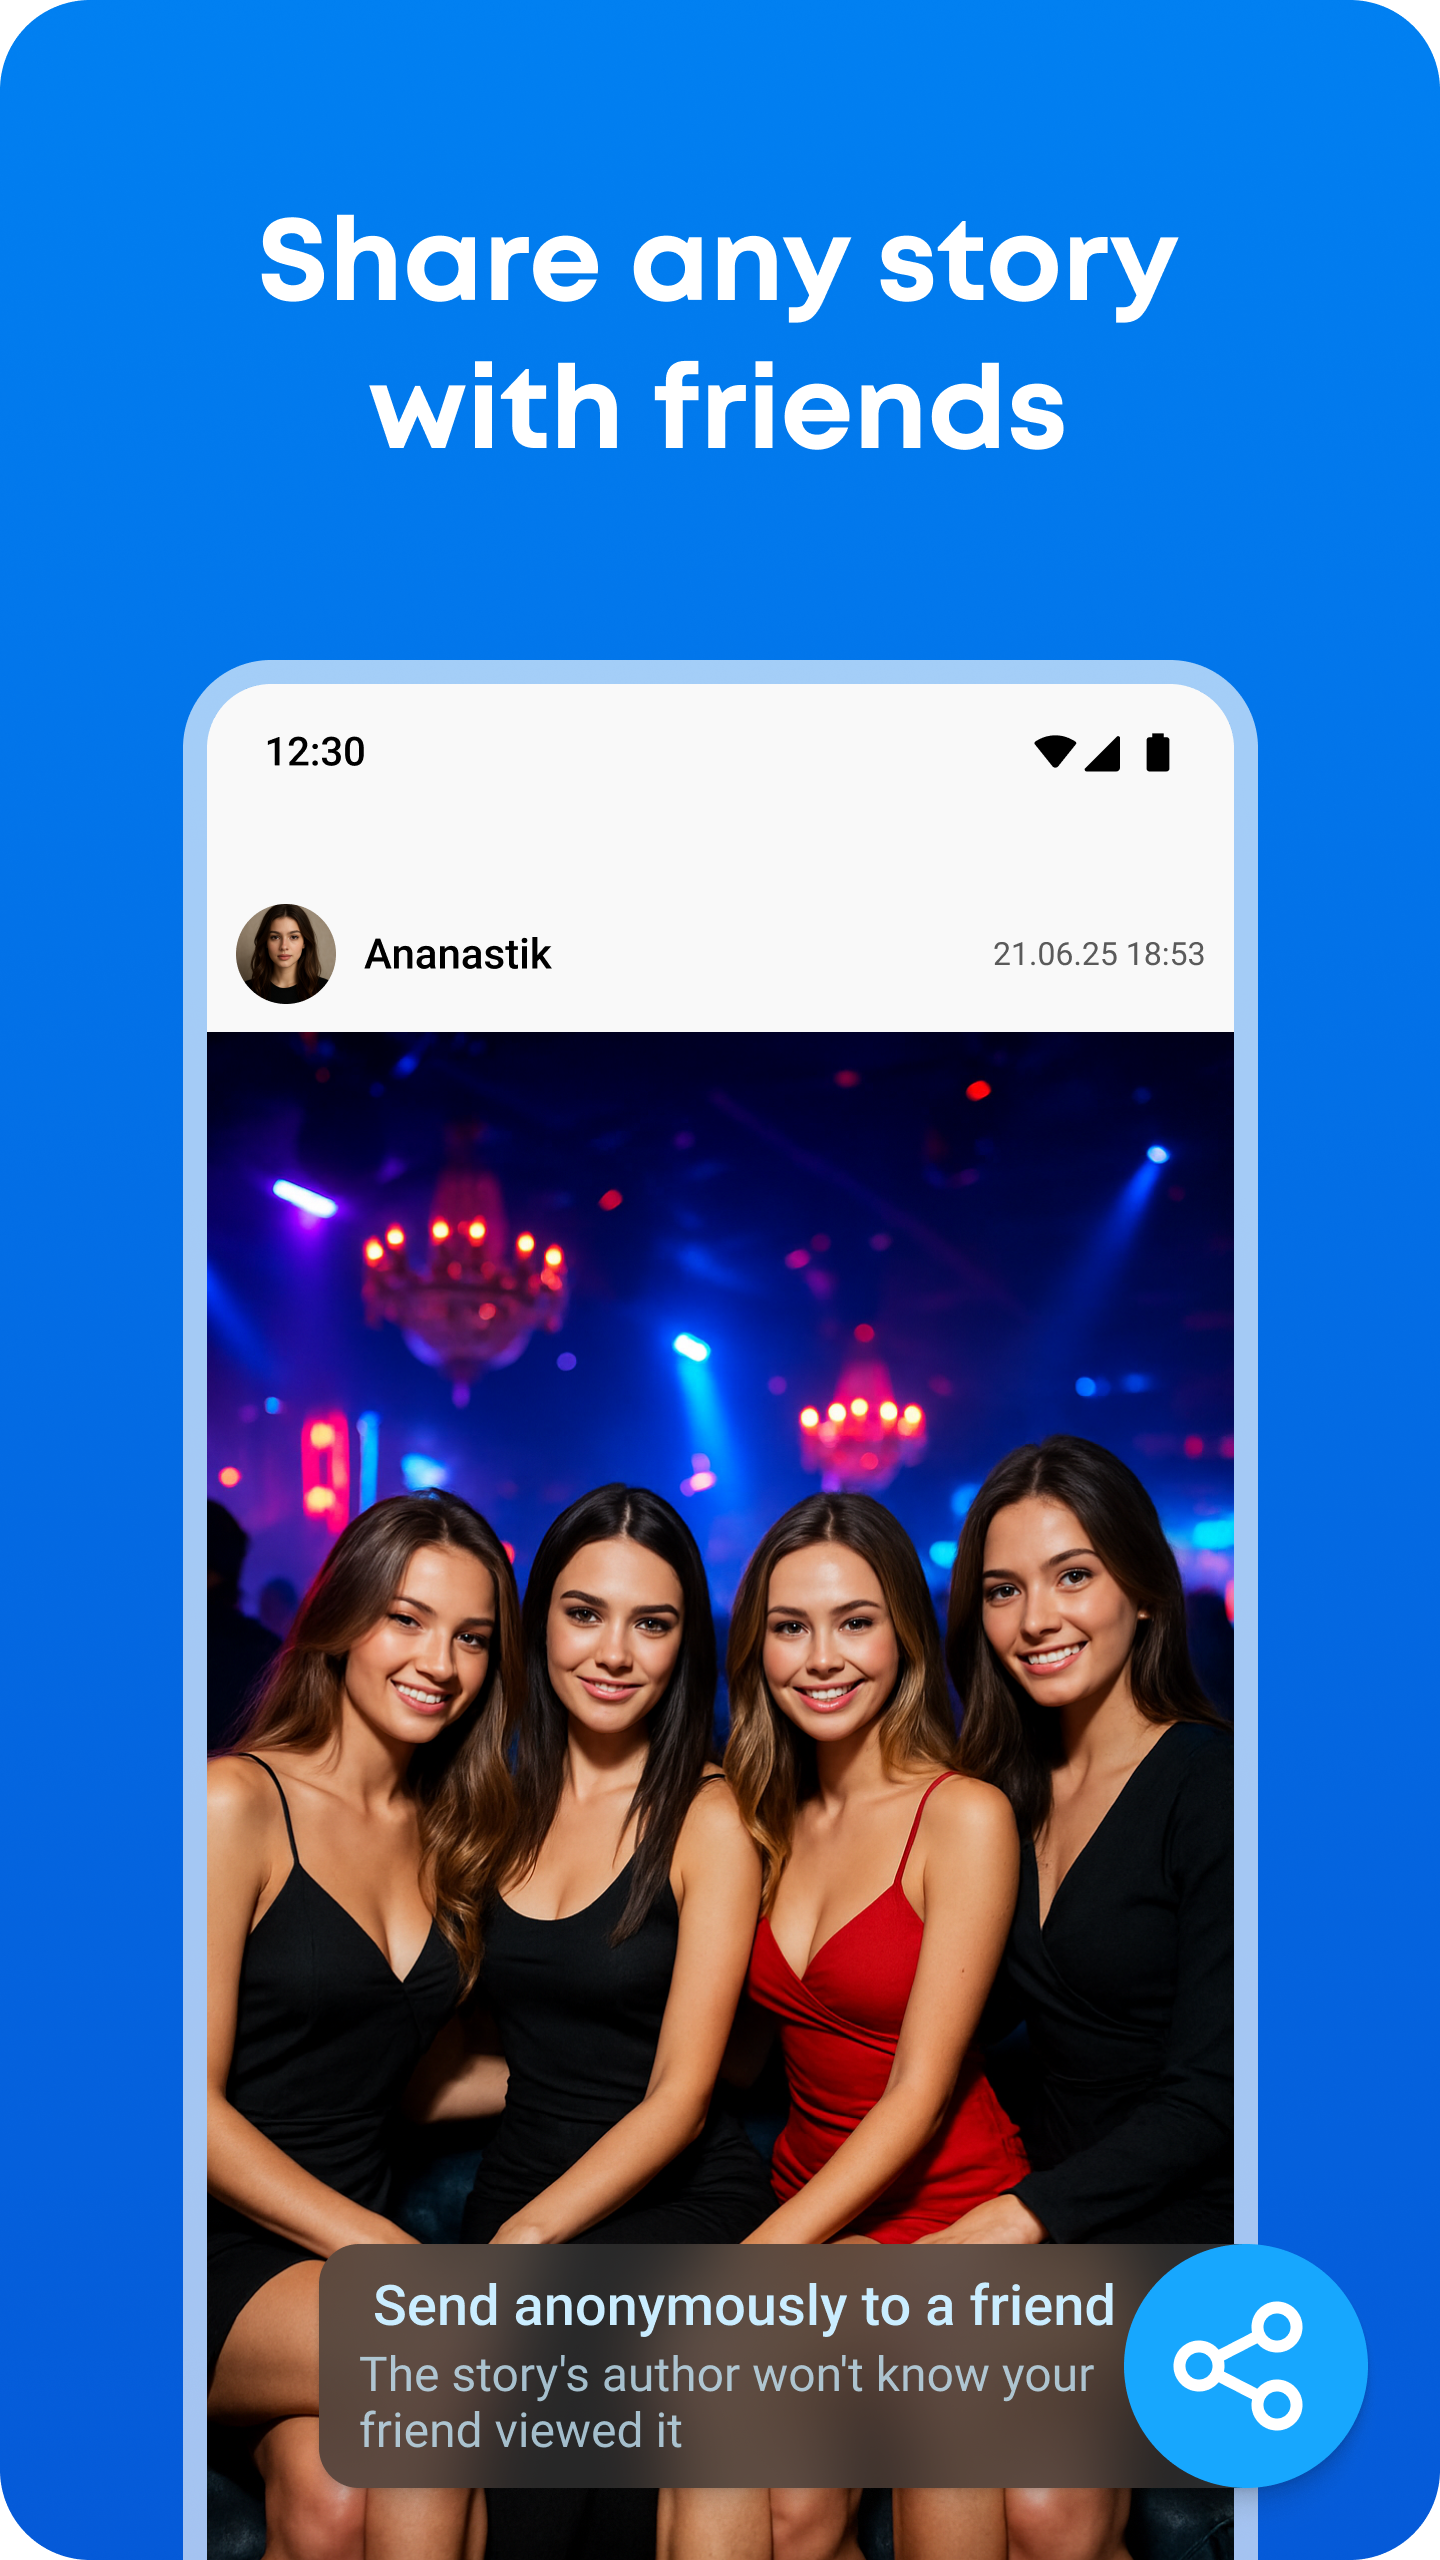 Share any story
with friends
12:30
Ananastik
21.06.25 18:53
Send anonymously to a friend
The story's author won't know your
friend viewed it